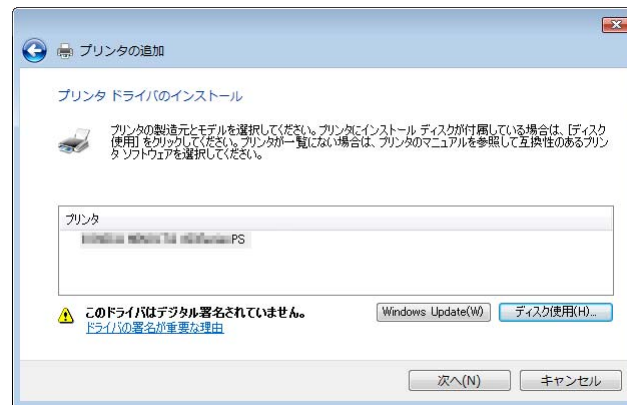 プリンタの追加
プリンタ ドライバのインストール
プリンタの製造元とモデルを選択してください。プリンタにインストール ディスクが付属している場合は、[ディスク
使用] をクリックしてください。プリンタが一覧にない場合は、プリンタのマニュアルを参照して互換性のあるプリン
タ ソフトウェアを選択してください。
プリンタ
PS
このドライバはデジタル署名されていません。
ドライバの署名が重要な理由
Windows Update(W)
ディスク使用(H)...
次へ(N)
キャンセル